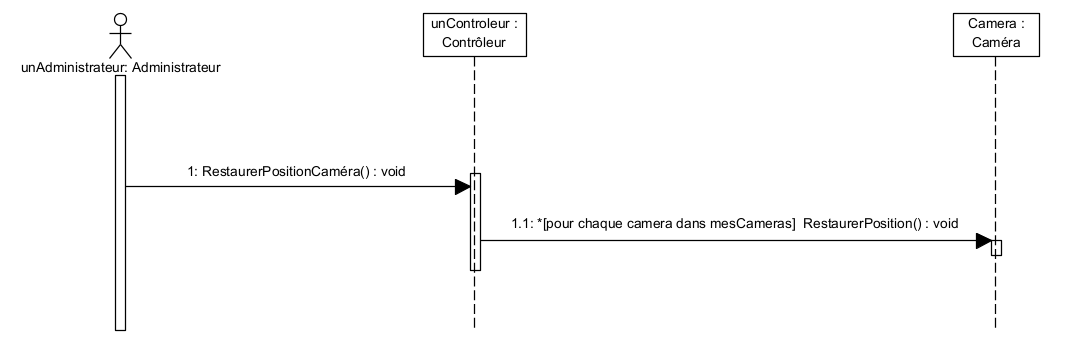 unControleur :
Contrôleur
Camera :
Caméra
unAdministrateur: Administrateur
1: RestaurerPositionCaméra() : void
1.1: *[pour chaque camera dans mesCameras]  RestaurerPosition() : void